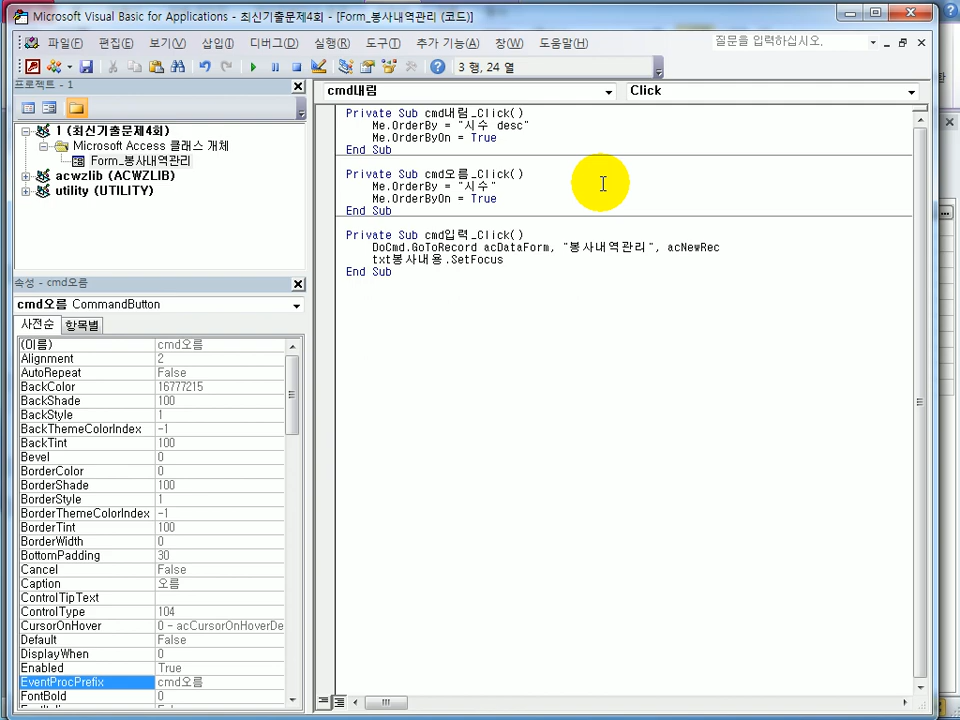 Microsoft Visual Basic for Applications - 최신기출문제4회 - [Form_봉사내역관리 (코드)]
파일(F) 편집(E) 보기(V) 삽입(I) 디버그(D) 실행(R) 도구(T) 추가 기능(A) 창(W) 도움말(H) 질문을 입력하십시오.
3 행, 24 열
프로젝트 - 1
cmd내림 Click
1 (최신기출문제4회)
Microsoft Access 클래스 개체
Form_봉사내역관리
acwzlib (ACWZLIB)
utility (UTILITY)
Private Sub cmd내림_Click()
Me.OrderBy = "시수 desc"
Me.OrderByOn = True
End Sub
Private Sub cmd오름_Click()
Me.OrderBy = "시수"
Me.OrderByOn = True
End Sub
Private Sub cmd입력_Click()
DoCmd.GoToRecord acDataForm, "봉사내역관리", acNewRec
txt봉사내용.SetFocus
End Sub
속성 - cmd오름
cmd오름 CommandButton
사전순 항목별
(이름) cmd오름
Alignment 2
AutoRepeat False
BackColor 16777215
BackShade 100
BackStyle 1
BackThemeColorIndex -1
BackTint 100
Bevel 0
BorderColor 0
BorderShade 100
BorderStyle 1
BorderThemeColorIndex -1
BorderTint 100
BorderWidth 0
BottomPadding 30
Cancel False
Caption 오름
ControlTipText
ControlType 104
CursorOnHover 0 - acCursorOnHoverDe
Default False
DisplayWhen 0
Enabled True
EventProcPrefix cmd오름
FontBold 0